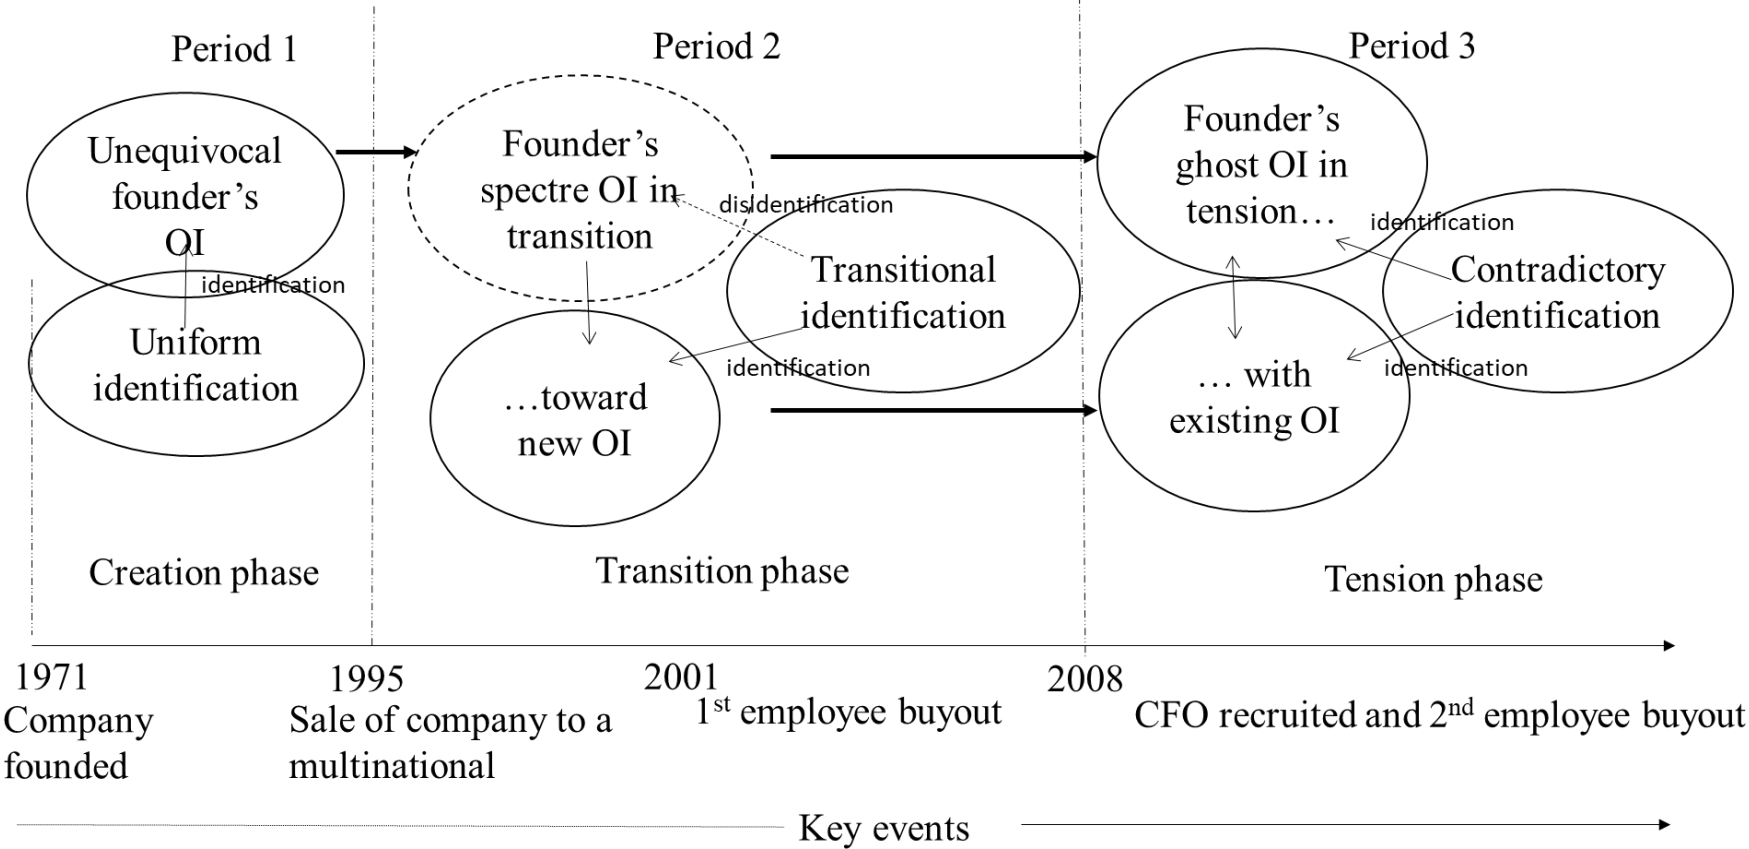 Period 1
Period 2
Period 3
Unequivocal
founder’s
OI
identification
Uniform
identification
Founder’s
spectre OI in
transition
disidentification
Transitional
identification
identification
…toward
new OI
Founder’s
ghost OI in
tension…
identification
Contradictory
identification
identification
… with
existing OI
Creation phase
Transition phase
Tension phase
1971
Company
founded
1995
Sale of company to a
multinational
2001
1st employee buyout
2008
CFO recruited and 2nd employee buyout
Key events